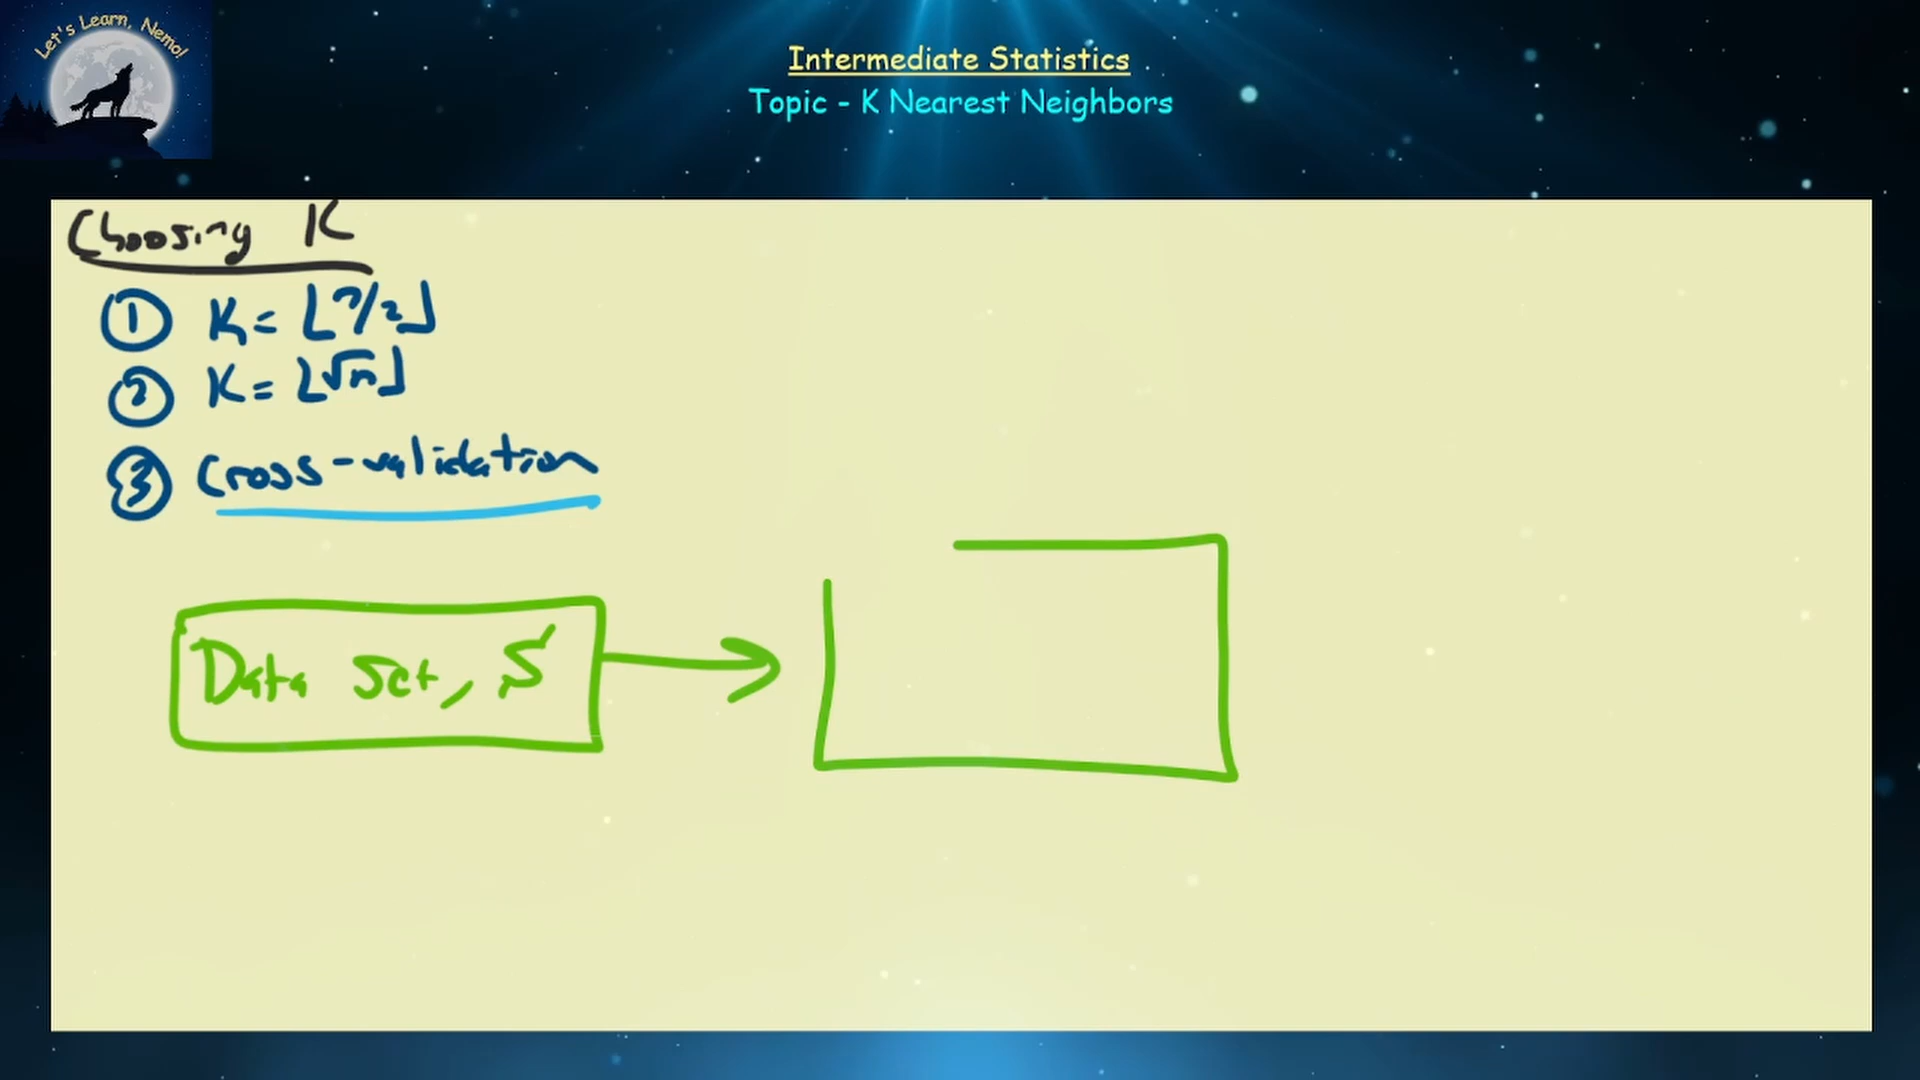 Let's Learn, Nemo!
Intermediate Statistics
Topic - K Nearest Neighbors
Choosing K
① K = ⌊n/2⌋
② K = ⌊√n⌋
③ Cross-validation
Data Set, S